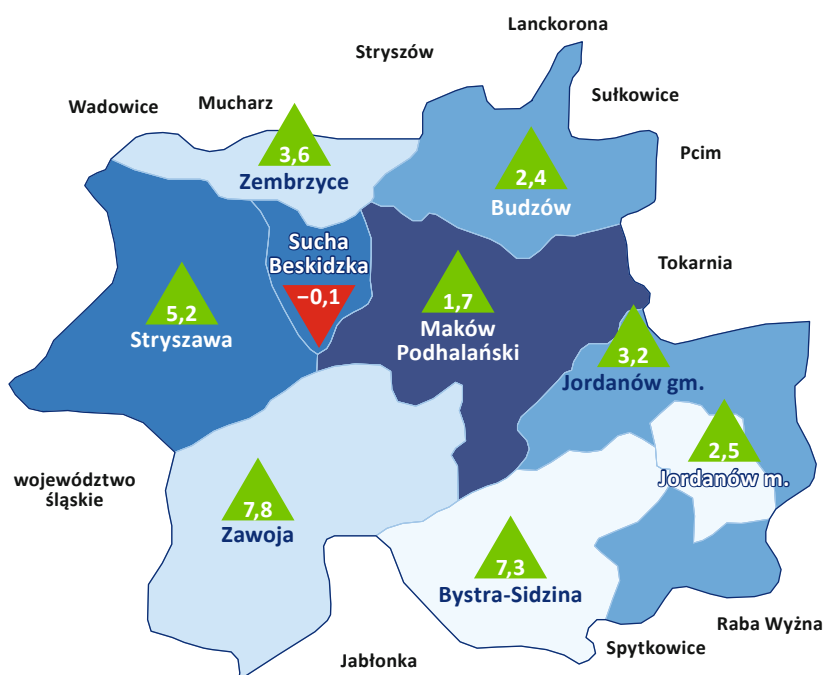 Lanckorona
Stryszów
Sułkowice
Wadowice
Mucharz
Pcim
3,6
Zembrzyce
2,4
Budzów
Sucha
Beskidzka
−0,1
Tokarnia
5,2
Stryszawa
1,7
Maków
Podhalański
3,2
Jordanów gm.
2,5
Jordanów m.
województwo
śląskie
7,8
Zawoja
7,3
Bystra-Sidzina
Raba Wyżna
Spytkowice
Jabłonka